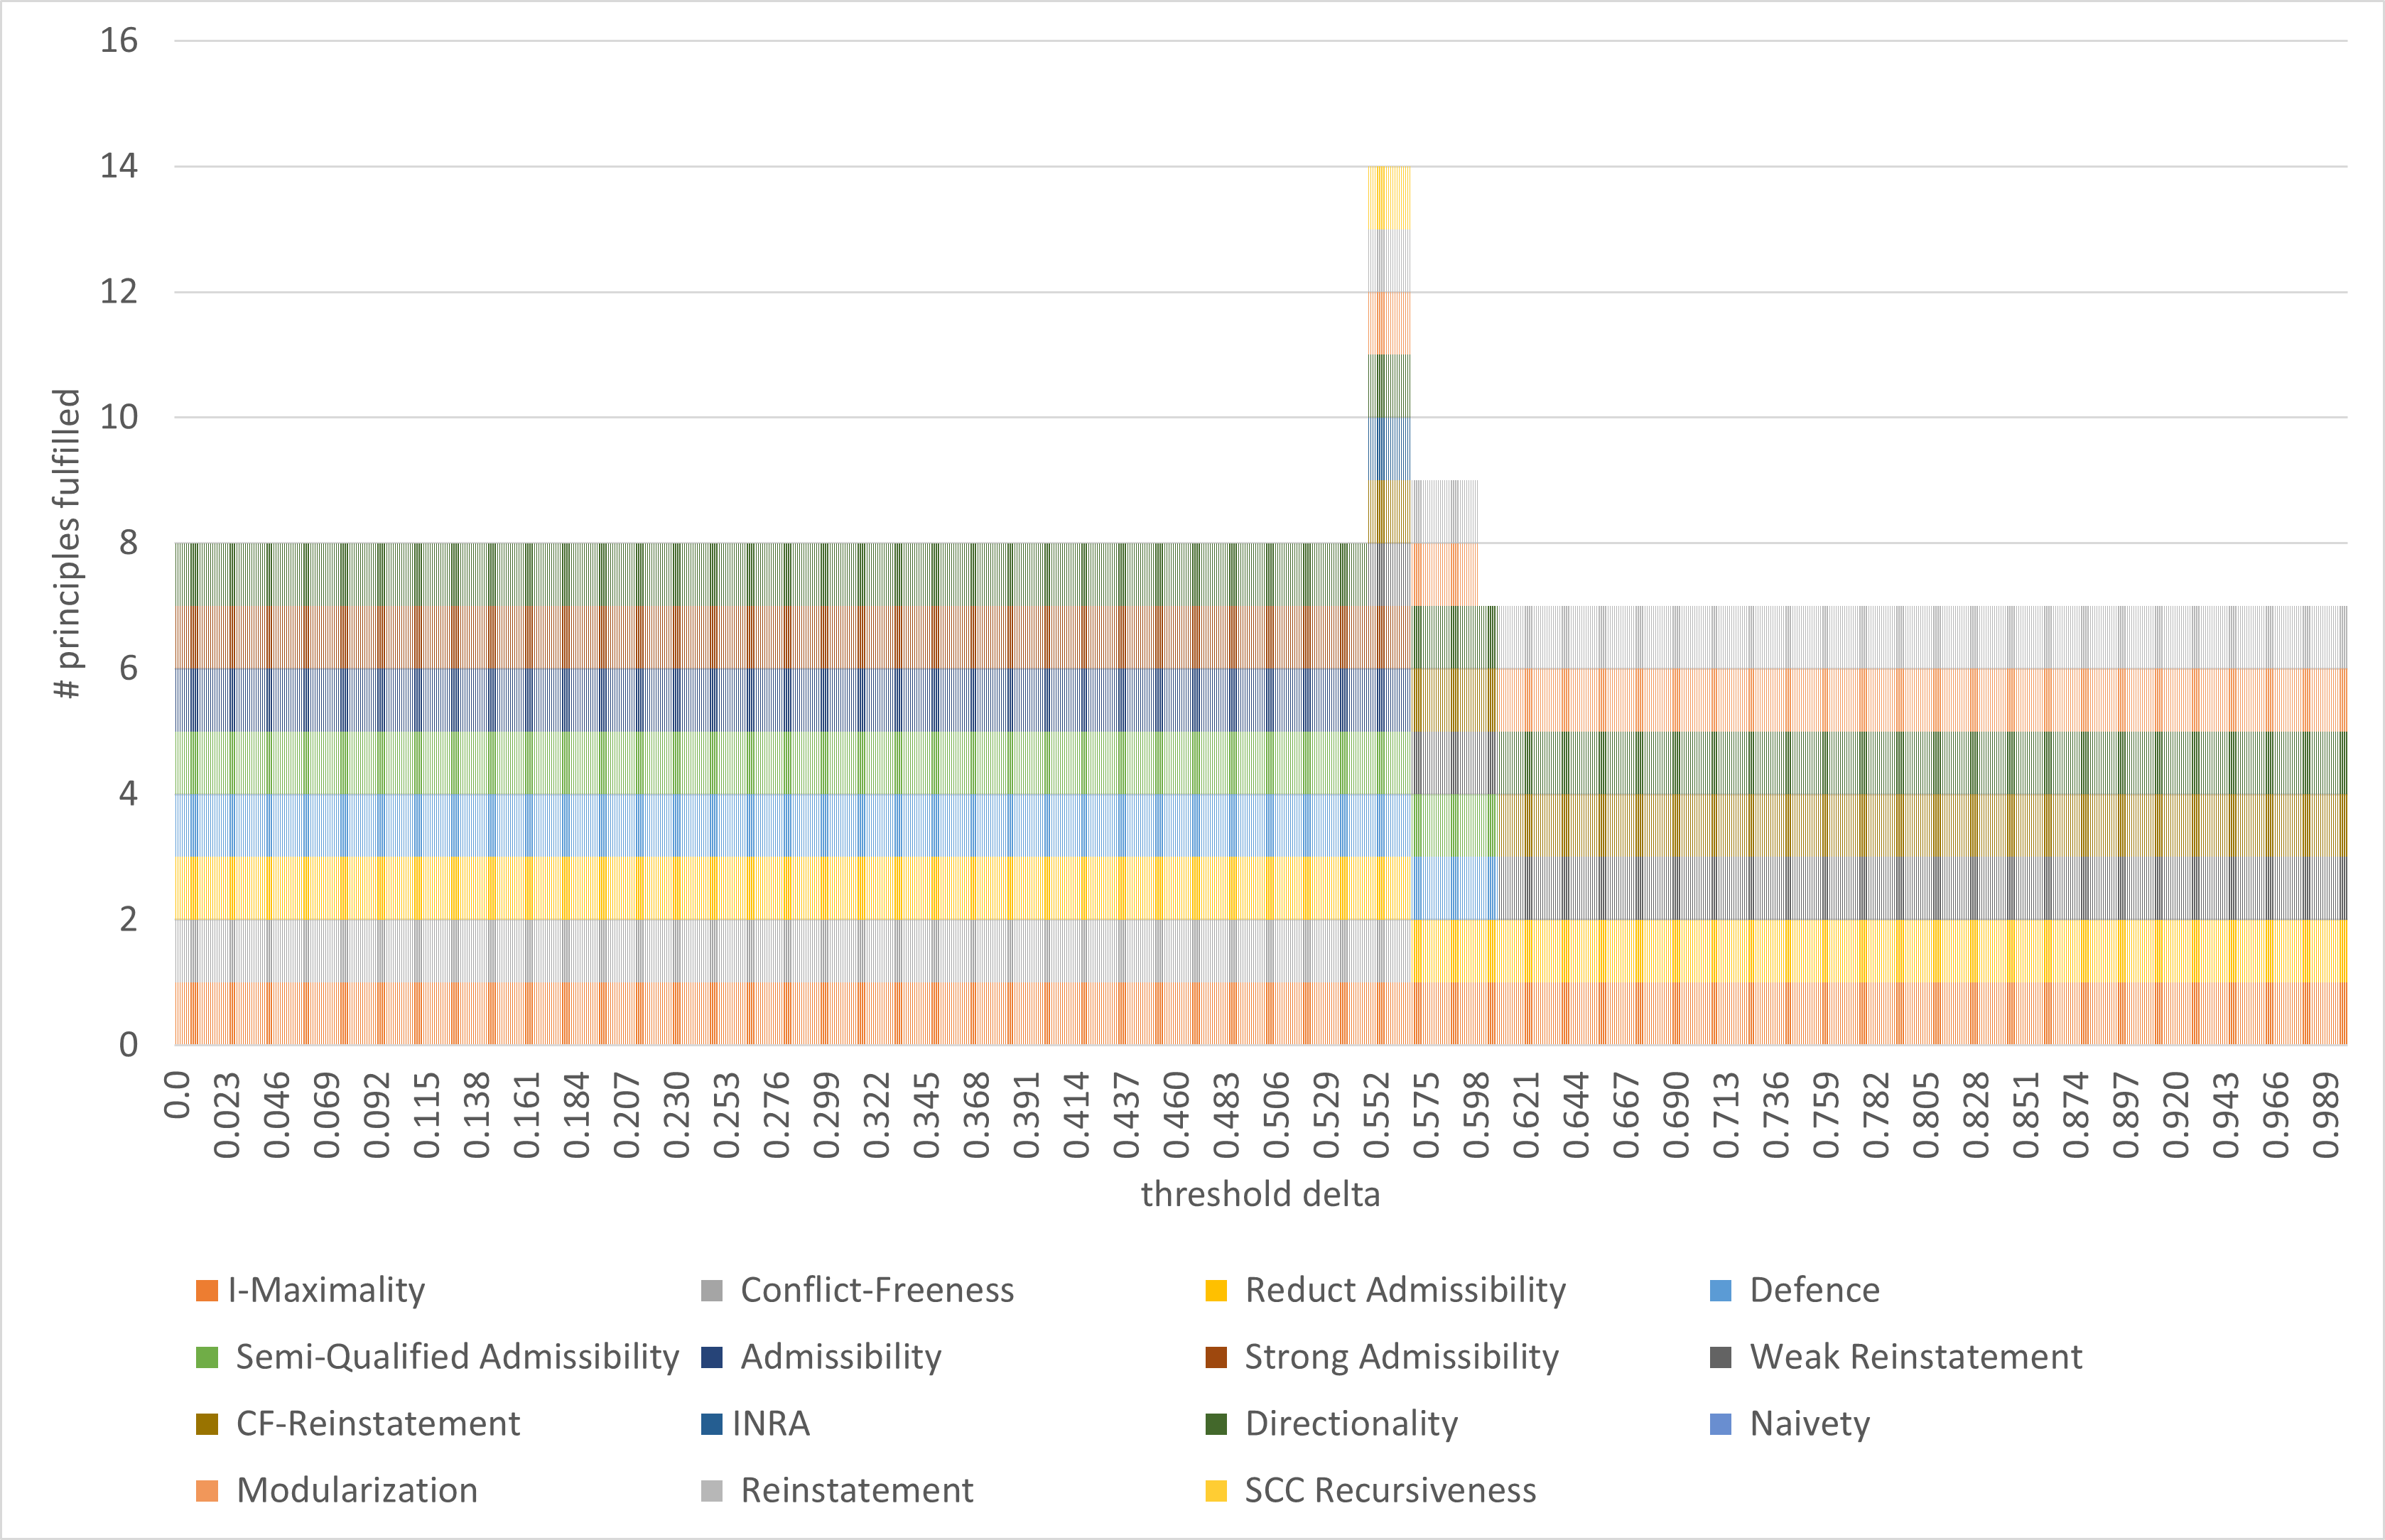 16
14
12
10
8
6
4
2
0
# principles fulfilled
0.0 0.023 0.046 0.069 0.092 0.115 0.138 0.161 0.184 0.207 0.230 0.253 0.276 0.299 0.322 0.345 0.368 0.391 0.414 0.437 0.460 0.483 0.506 0.529 0.552 0.575 0.598 0.621 0.644 0.667 0.690 0.713 0.736 0.759 0.782 0.805 0.828 0.851 0.874 0.897 0.920 0.943 0.966 0.989
threshold delta
I-Maximality Conflict-Freeness Reduct Admissibility Defence
Semi-Qualified Admissibility Admissibility Strong Admissibility Weak Reinstatement
CF-Reinstatement INRA Directionality Naivety
Modularization Reinstatement SCC Recursiveness